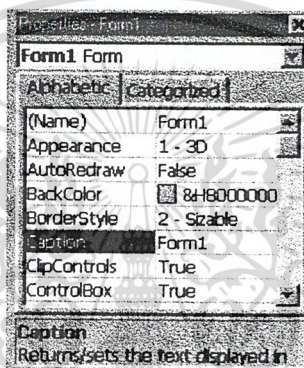 Properties - Form1
Form1 Form
Alphabetic Categorized
(Name) Form1
Appearance 1 - 3D
AutoRedraw False
BackColor &H8000000
BorderStyle 2 - Sizable
Caption Form1
ClipControls True
ControlBox True
Caption
Returns/sets the text displayed in